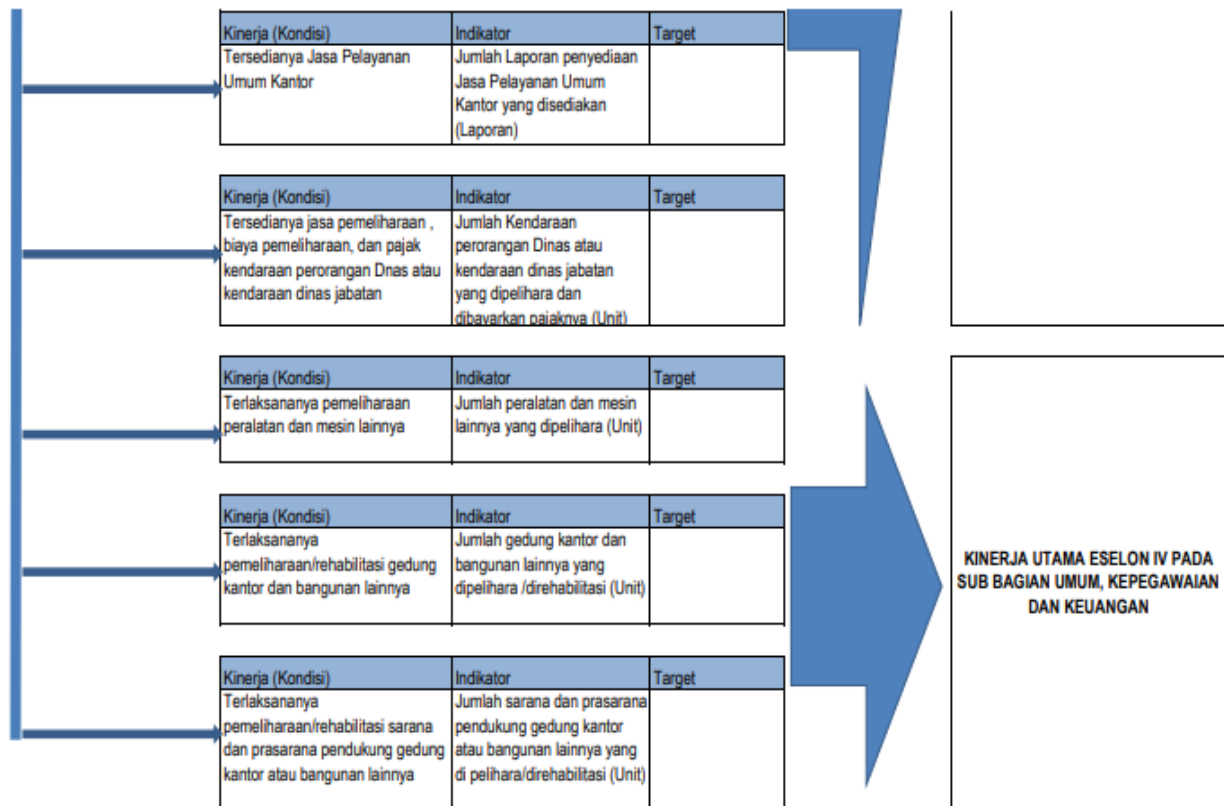 Kinerja (Kondisi) Indikator Target
Tersedianya Jasa Pelayanan
Umum Kantor
Jumlah Laporan penyediaan
Jasa Pelayanan Umum
Kantor yang disediakan
(Laporan)
Kinerja (Kondisi) Indikator Target
Tersedianya jasa pemeliharaan ,
biaya pemeliharaan, dan pajak
kendaraan perorangan Dnas atau
kendaraan dinas jabatan
Jumlah Kendaraan
perorangan Dinas atau
kendaraan dinas jabatan
yang dipelihara dan
dibayarkan pajaknya (Unit)
Kinerja (Kondisi) Indikator Target
Terlaksananya pemeliharaan
peralatan dan mesin lainnya
Jumlah peralatan dan mesin
lainnya yang dipelihara (Unit)
Kinerja (Kondisi) Indikator Target
Terlaksananya
pemeliharaan/rehabilitasi gedung
kantor dan bangunan lainnya
Jumlah gedung kantor dan
bangunan lainnya yang
dipelihara /direhabilitasi (Unit)
Kinerja (Kondisi) Indikator Target
Terlaksananya
pemeliharaan/rehabilitasi sarana
dan prasarana pendukung gedung
kantor atau bangunan lainnya
Jumlah sarana dan prasarana
pendukung gedung kantor
atau bangunan lainnya yang
di pelihara/direhabilitasi (Unit)
KINERJA UTAMA ESELON IV PADA
SUB BAGIAN UMUM, KEPEGAWAIAN
DAN KEUANGAN